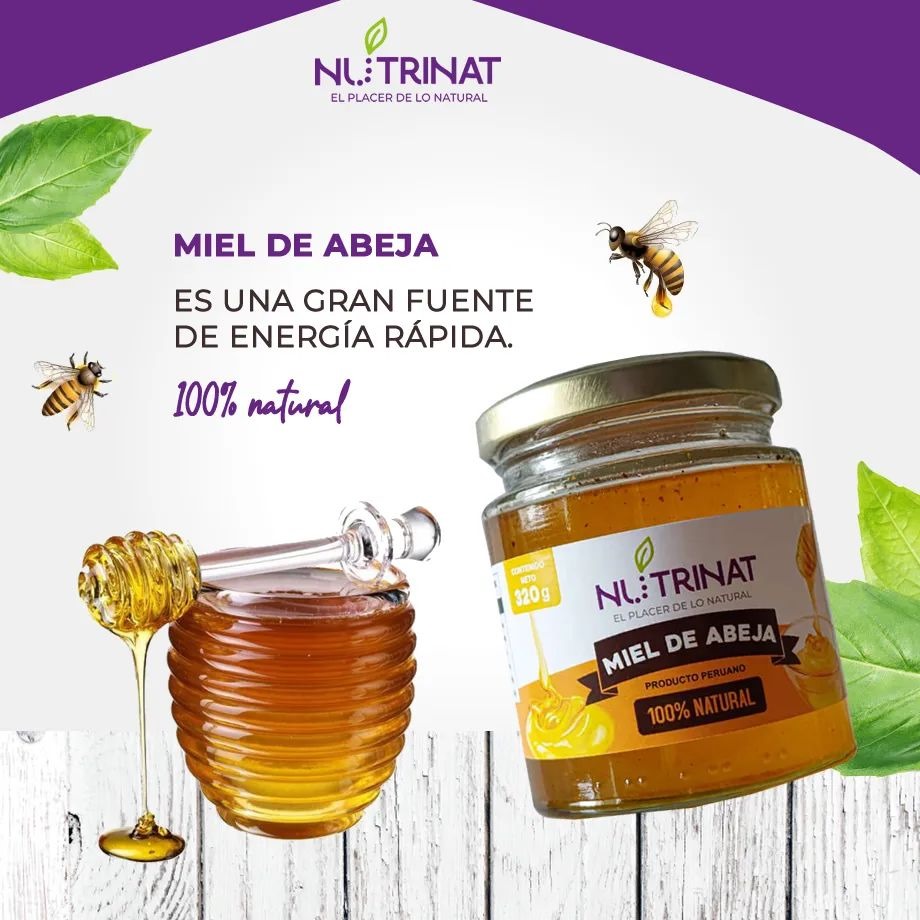 NUTRINAT
EL PLACER DE LO NATURAL
MIEL DE ABEJA
ES UNA GRAN FUENTE
DE ENERGÍA RÁPIDA.
100% natural
CONTENIDO
NETO
320g
NUTRINAT
EL PLACER DE LO NATURAL
MIEL DE ABEJA
PRODUCTO PERUANO
100% NATURAL